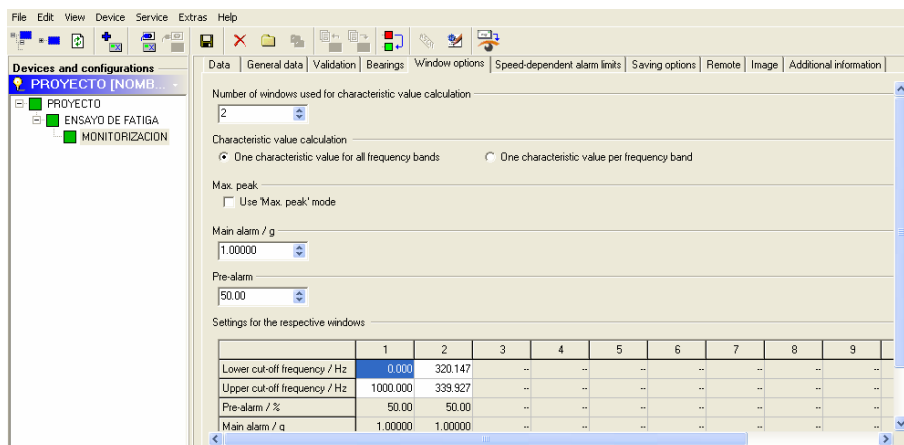 File Edit View Device Service Extras Help
Devices and configurations
PROYECTO [NOMB...
PROYECTO
ENSAYO DE FATIGA
MONITORIZACION
Data General data Validation Bearings Window options Speed-dependent alarm limits Saving options Remote Image Additional information
Number of windows used for characteristic value calculation
2
Characteristic value calculation
One characteristic value for all frequency bands One characteristic value per frequency band
Max. peak
Use 'Max. peak' mode
Main alarm / g
1.00000
Pre-alarm
50.00
Settings for the respective windows
1 2 3 4 5 6 7 8 9
Lower cut-off frequency / Hz 0.000 320.147 -- -- -- -- -- -- --
Upper cut-off frequency / Hz 1000.000 339.927 -- -- -- -- -- -- --
Pre-alarm / % 50.00 50.00 -- -- -- -- -- -- --
Main alarm / g 1.00000 1.00000 -- -- -- -- -- -- --